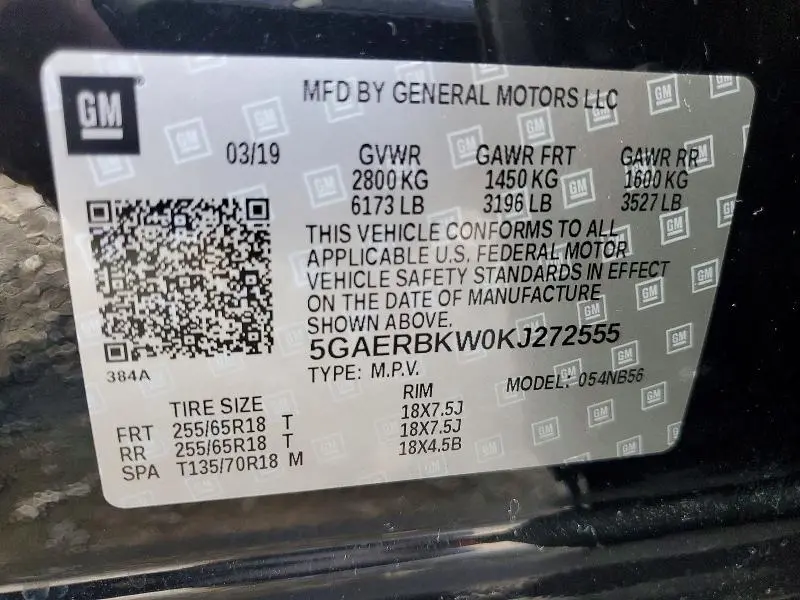 GM
MFD BY GENERAL MOTORS LLC
03/19 GVWR GAWR FRT GAWR RR
2800 KG 1450 KG 1600 KG
6173 LB 3196 LB 3527 LB
THIS VEHICLE CONFORMS TO ALL
APPLICABLE U.S. FEDERAL MOTOR
VEHICLE SAFETY STANDARDS IN EFFECT
ON THE DATE OF MANUFACTURE
SHOWN ABOVE.
5GAERBKW0KJ272555
384A
TYPE: M.P.V. MODEL: 054NB56
TIRE SIZE RIM
FRT 255/65R18 T 18X7.5J
RR 255/65R18 T 18X7.5J
SPA T135/70R18 M 18X4.5B